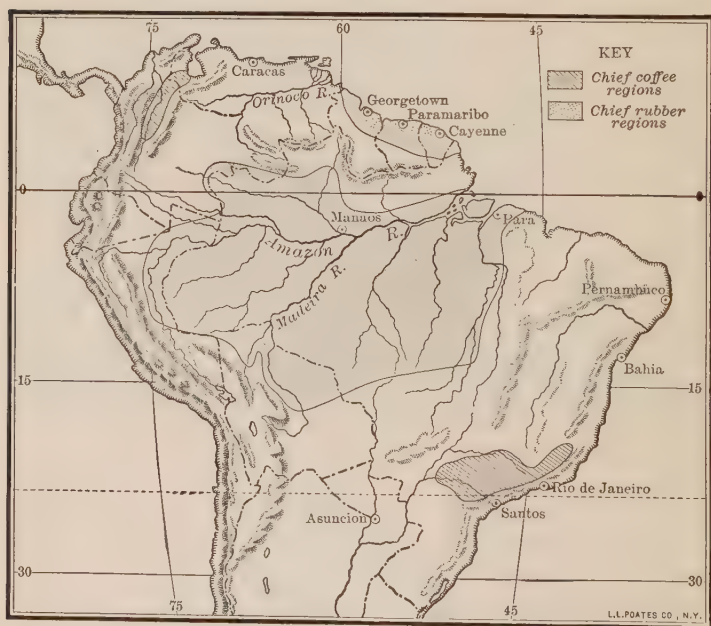 75
60
45
KEY
Chief coffee
regions
Chief rubber
regions
Caracas
Orinoco R.
Georgetown
Paramaribo
Cayenne
0
0
Manaos
Para
Amazon
R.
Madeira R.
Pernambuco
Bahia
15
15
Rio de Janeiro
Santos
Asuncion
30
30
75
45
L.L.POATES CO., N.Y.